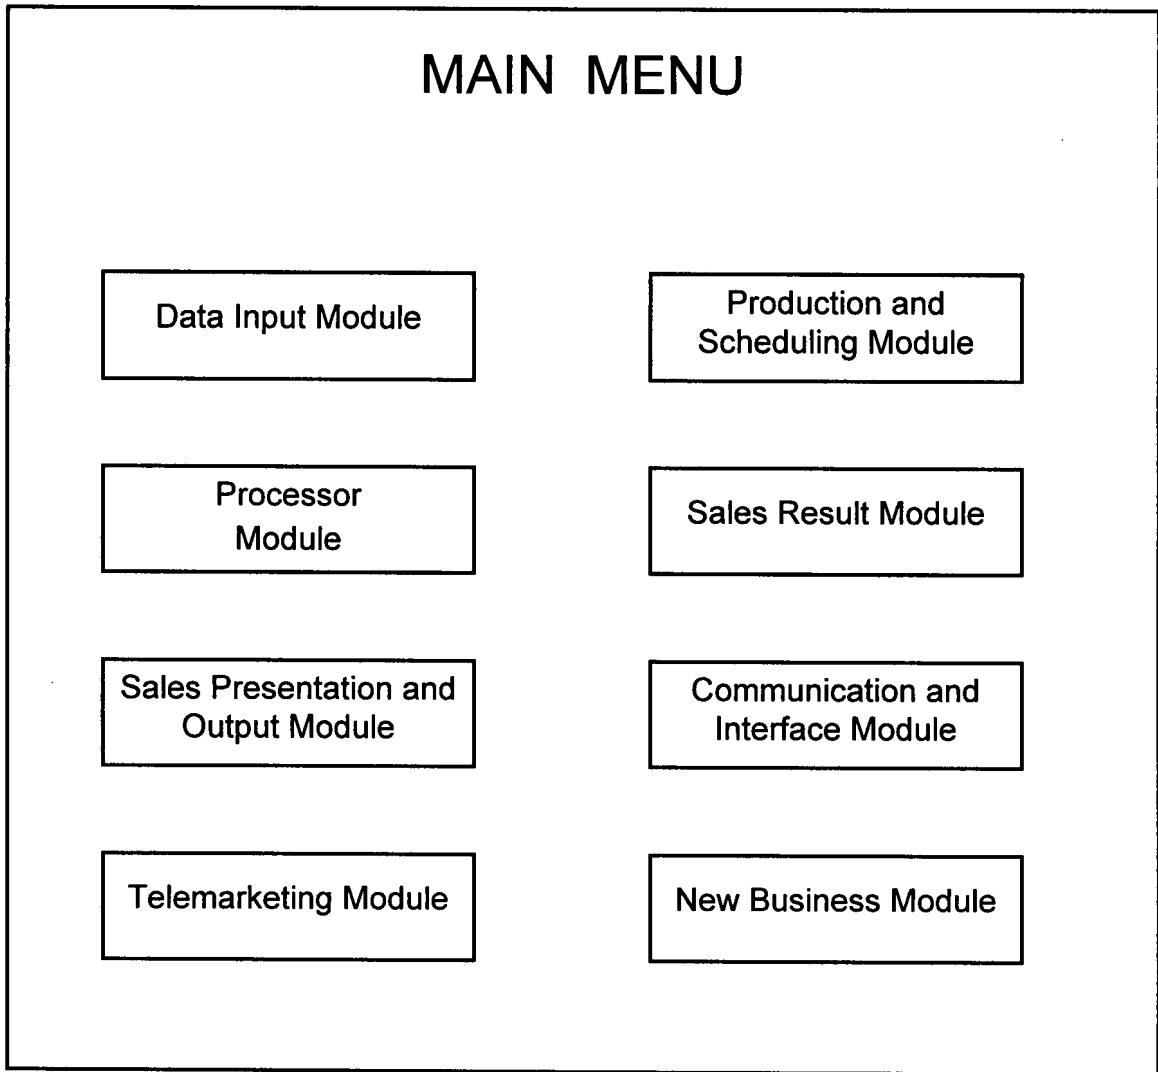 MAIN MENU
Data Input Module
Production and
Scheduling Module
Processor
Module
Sales Result Module
Sales Presentation and
Output Module
Communication and
Interface Module
Telemarketing Module
New Business Module